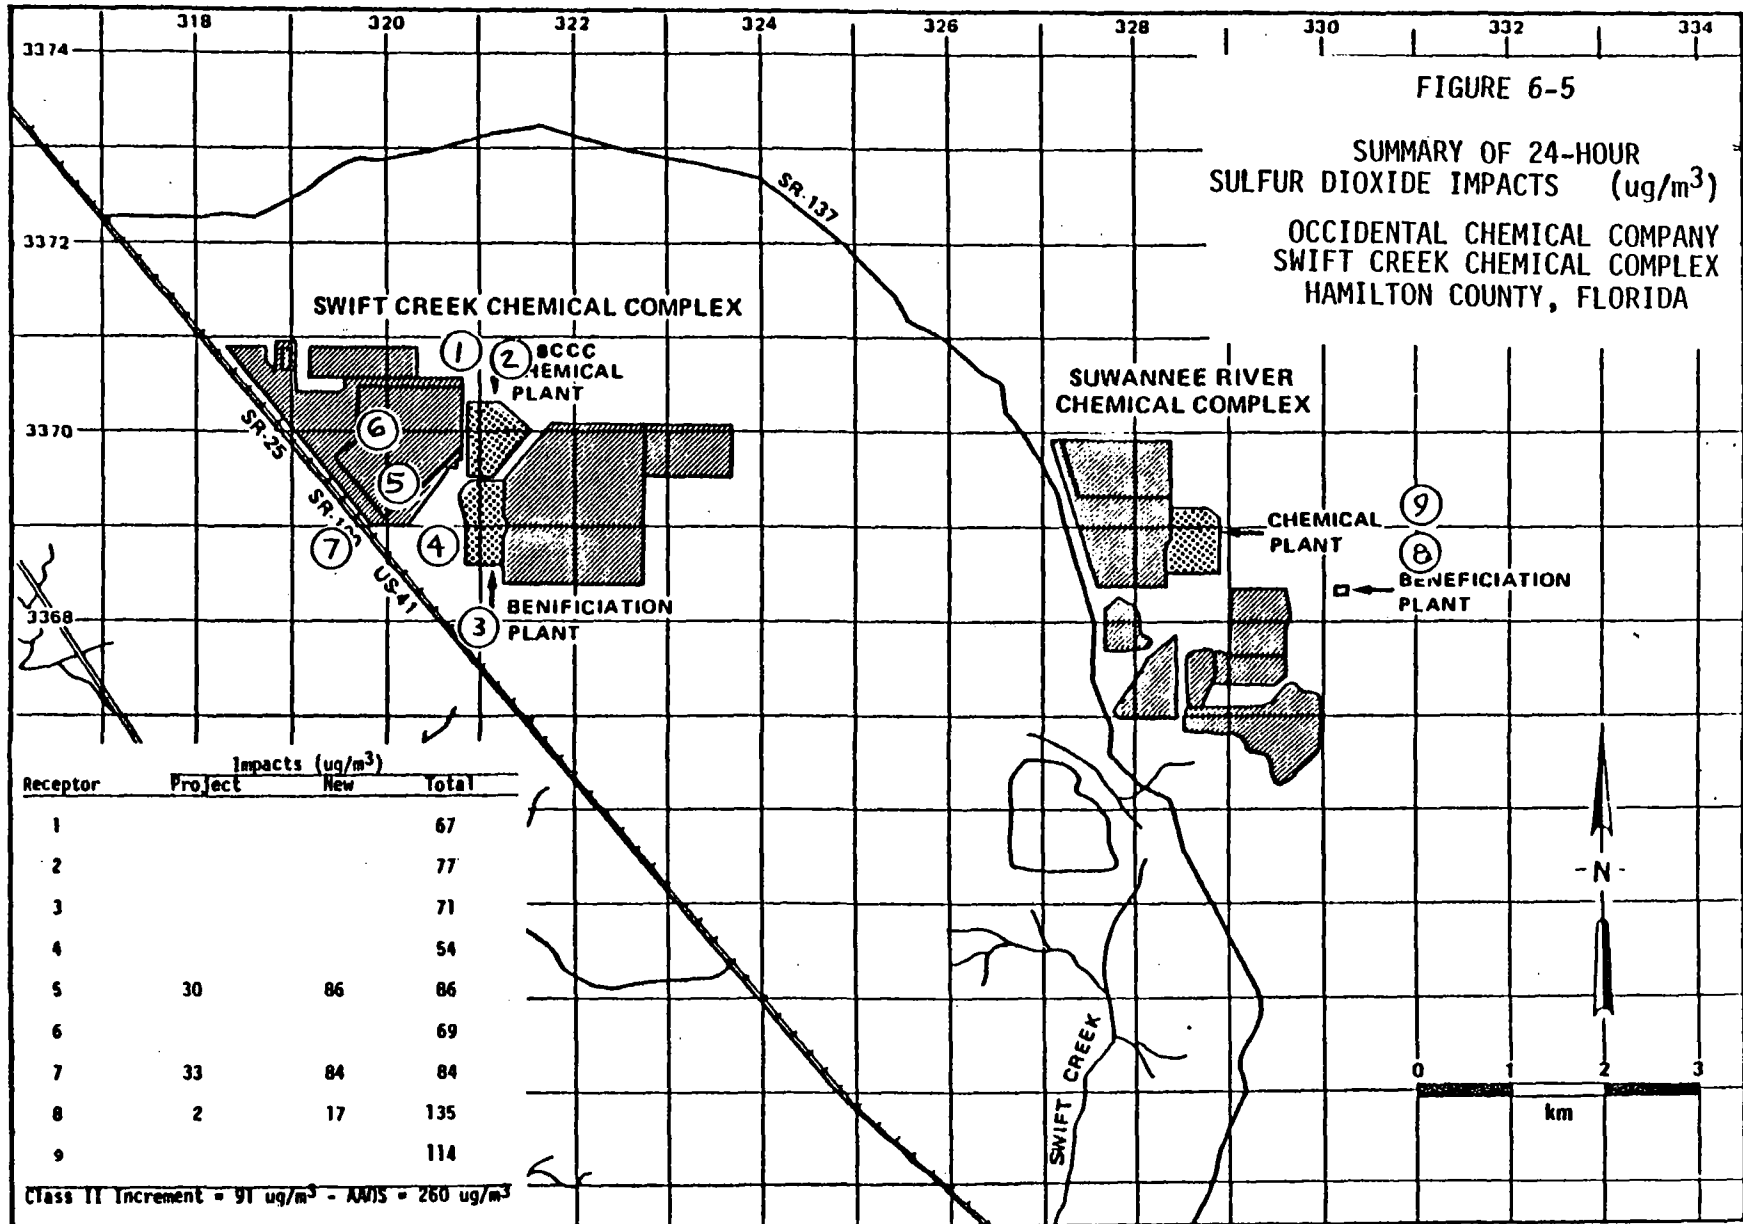 318 320 322 324 326 328 330 332 334
3374
3372
3370
3368
FIGURE 6-5
SUMMARY OF 24-HOUR
SULFUR DIOXIDE IMPACTS (ug/m³)
OCCIDENTAL CHEMICAL COMPANY
SWIFT CREEK CHEMICAL COMPLEX
HAMILTON COUNTY, FLORIDA
SR-137
SWIFT CREEK CHEMICAL COMPLEX
1
2
SCCC
CHEMICAL
PLANT
SUWANNEE RIVER
CHEMICAL COMPLEX
6
5
SR-25
7
4
US-41
3
BENIFICIATION
PLANT
9
CHEMICAL
PLANT
8
BENEFICIATION
PLANT
SWIFT CREEK
-N-
0 1 2 3
km
Impacts (ug/m³)
Receptor Project New Total
1 67
2 77
3 71
4 54
5 30 86 86
6 69
7 33 84 84
8 2 17 135
9 114
Class II Increment = 91 ug/m³ - AAQS = 260 ug/m³